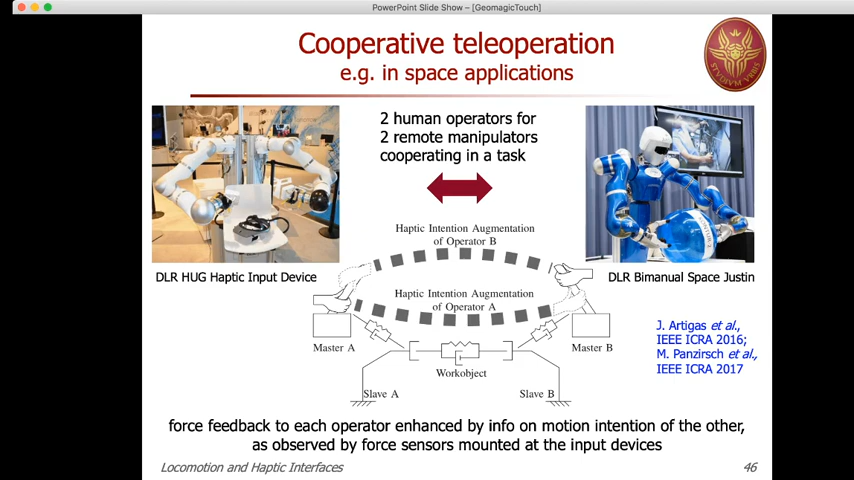 PowerPoint Slide Show – [GeomagicTouch]
Cooperative teleoperation
e.g. in space applications
2 human operators for
2 remote manipulators
cooperating in a task
Haptic Intention Augmentation
of Operator B
DLR HUG Haptic Input Device
DLR Bimanual Space Justin
Haptic Intention Augmentation
of Operator A
J. Artigas et al.,
IEEE ICRA 2016;
M. Panzirsch et al.,
IEEE ICRA 2017
Master A
Master B
Workobject
Slave A
Slave B
force feedback to each operator enhanced by info on motion intention of the other,
as observed by force sensors mounted at the input devices
Locomotion and Haptic Interfaces
46